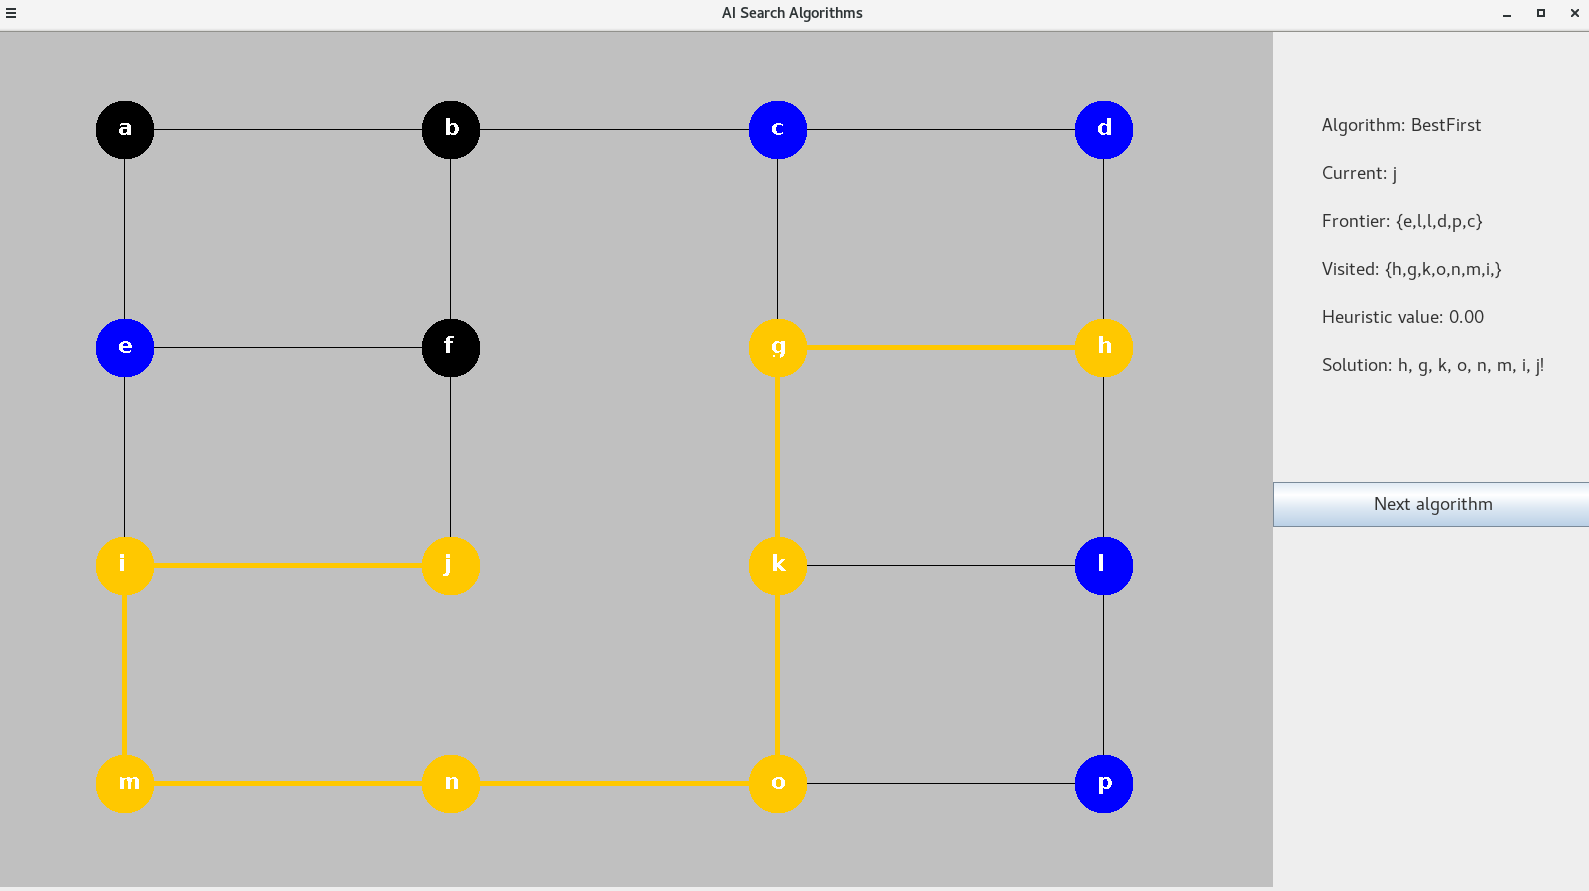 AI Search Algorithms
a b c d
Algorithm: BestFirst
Current: j
Frontier: {e,l,l,d,p,c}
Visited: {h,g,k,o,n,m,i,}
Heuristic value: 0.00
e f g h
Solution: h, g, k, o, n, m, i, j!
Next algorithm
i j k l
m n o p